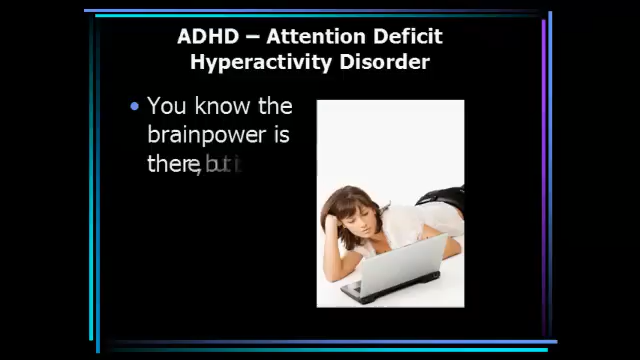 ADHD – Attention Deficit
Hyperactivity Disorder
• You know the
brainpower is
there, but i